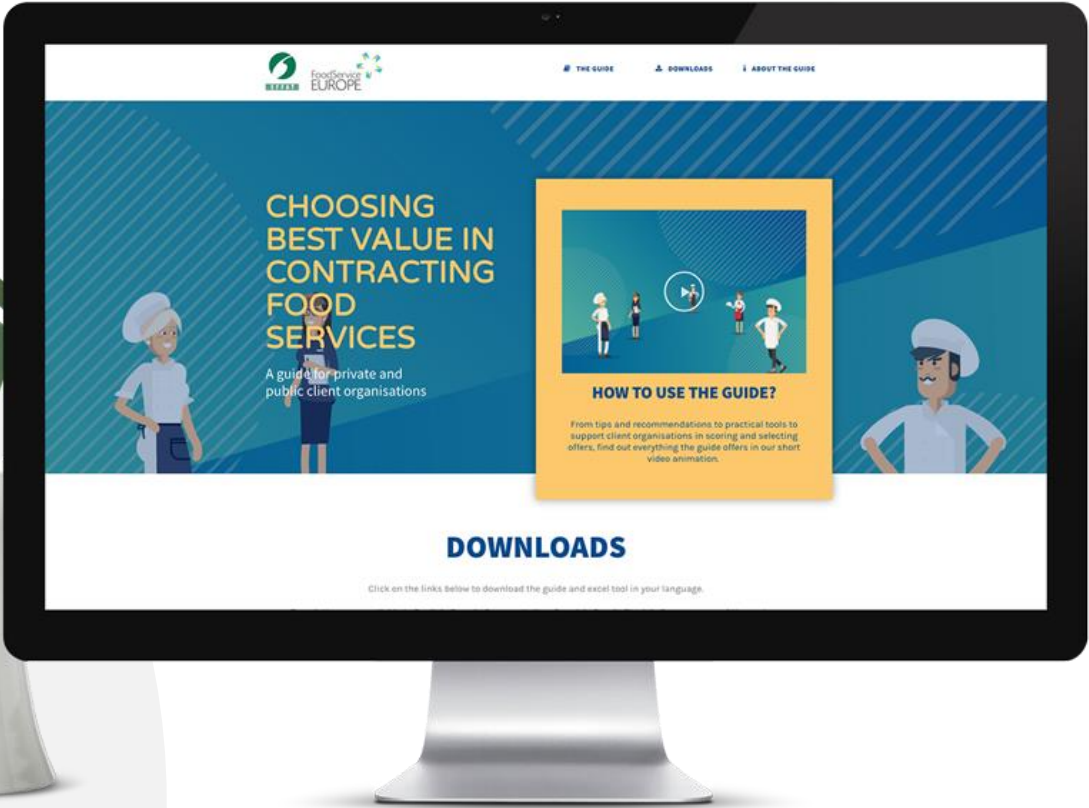 EFFAT
FoodService
EUROPE
THE GUIDE
DOWNLOADS
ABOUT THE GUIDE
CHOOSING
BEST VALUE IN
CONTRACTING
FOOD
SERVICES
A guide for private and
public client organisations
HOW TO USE THE GUIDE?
From tips and recommendations to practical tools to
support client organisations in scoring and selecting
offers, find out everything the guide offers in our short
video animation.
DOWNLOADS
Click on the links below to download the guide and excel tool in your language.